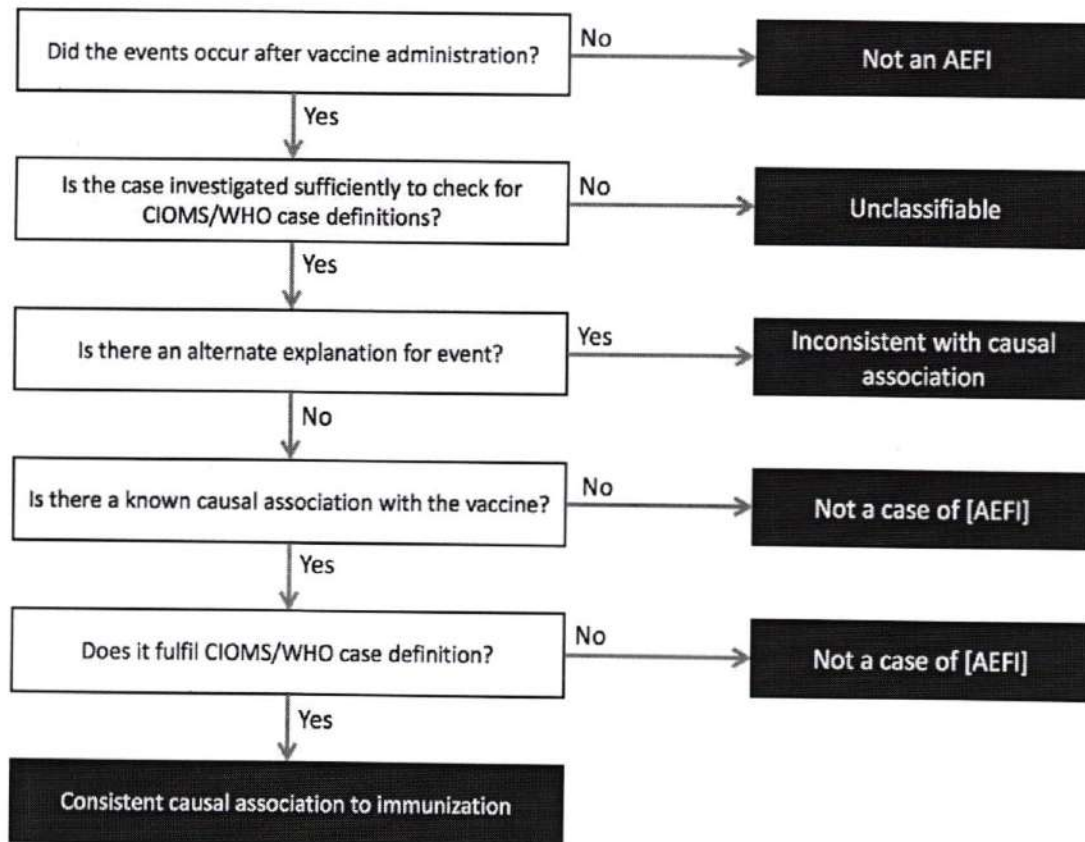 Did the events occur after vaccine administration?
No
Not an AEFI
Yes
Is the case investigated sufficiently to check for
CIOMS/WHO case definitions?
No
Unclassifiable
Yes
Is there an alternate explanation for event?
Yes
Inconsistent with causal
association
No
Is there a known causal association with the vaccine?
No
Not a case of [AEFI]
Yes
Does it fulfil CIOMS/WHO case definition?
No
Not a case of [AEFI]
Yes
Consistent causal association to immunization